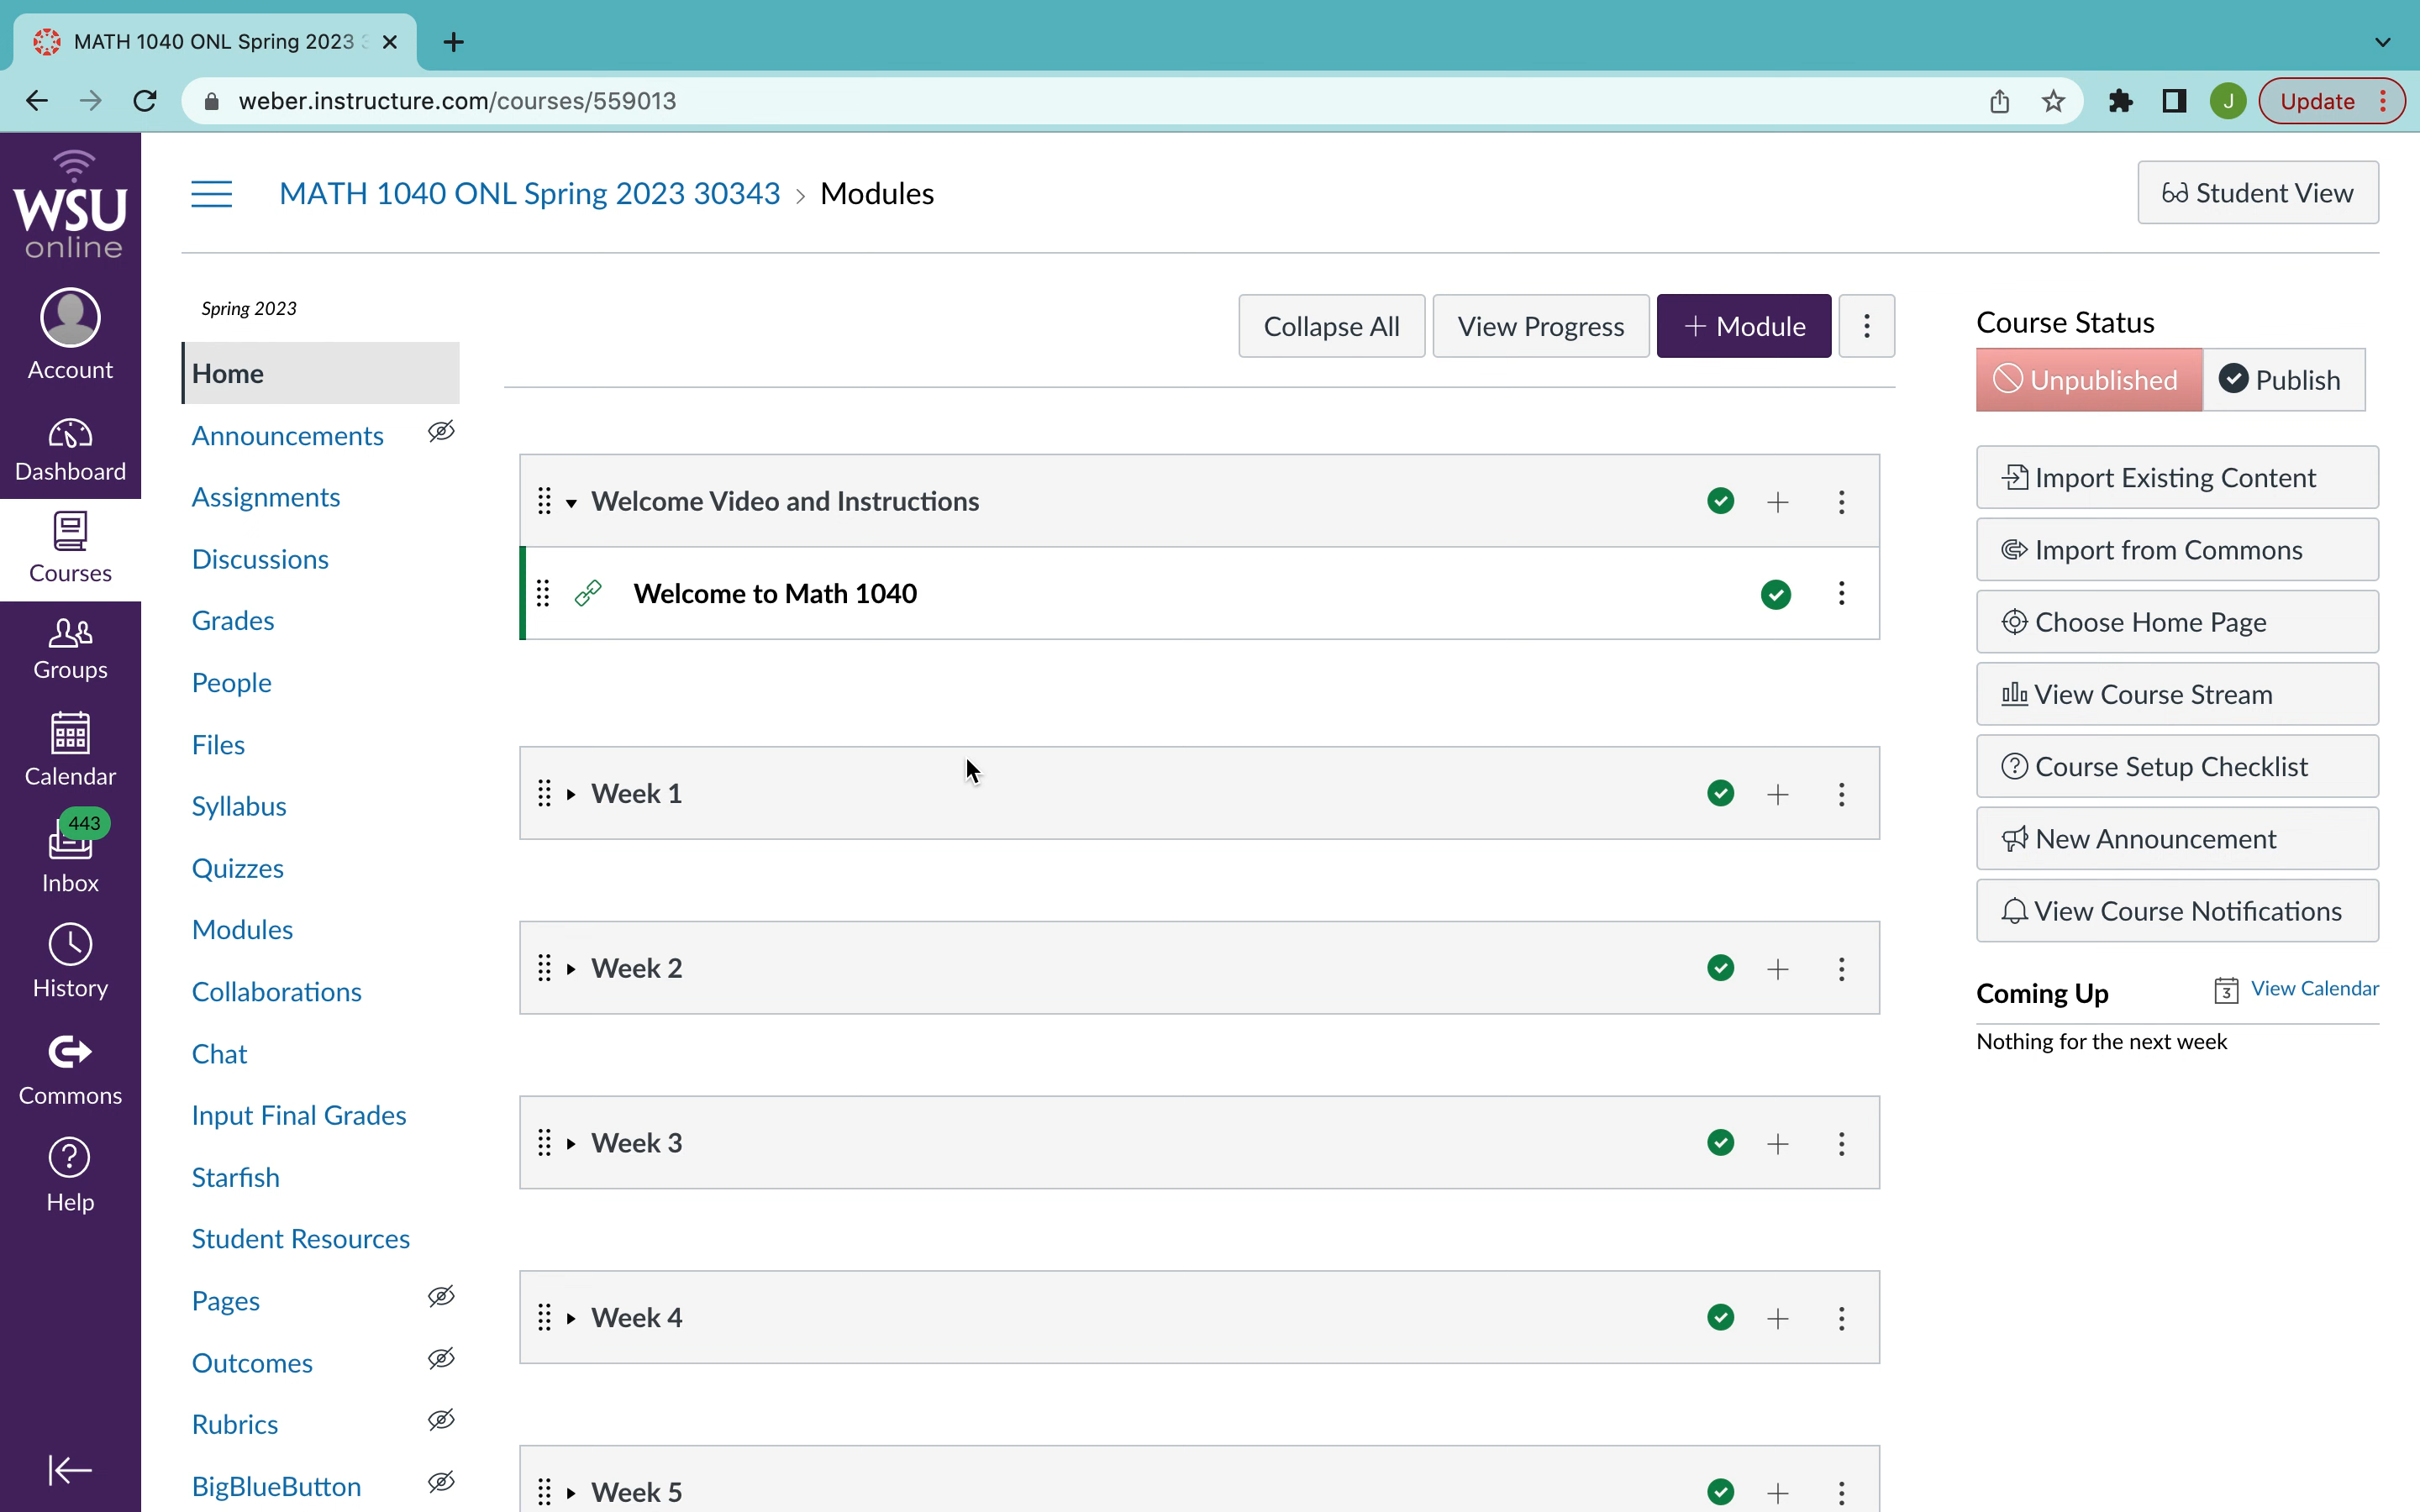 MATH 1040 ONL Spring 2023
weber.instructure.com/courses/559013
J
Update
WSU
online
Account
Dashboard
Courses
Groups
Calendar
443
Inbox
History
Commons
Help
MATH 1040 ONL Spring 2023 30343 > Modules
Student View
Spring 2023
Home
Announcements
Assignments
Discussions
Grades
People
Files
Syllabus
Quizzes
Modules
Collaborations
Chat
Input Final Grades
Starfish
Student Resources
Pages
Outcomes
Rubrics
BigBlueButton
Collapse All
View Progress
+ Module
Welcome Video and Instructions
Welcome to Math 1040
Week 1
Week 2
Week 3
Week 4
Week 5
Course Status
Unpublished
Publish
Import Existing Content
Import from Commons
Choose Home Page
View Course Stream
Course Setup Checklist
New Announcement
View Course Notifications
Coming Up
3 View Calendar
Nothing for the next week